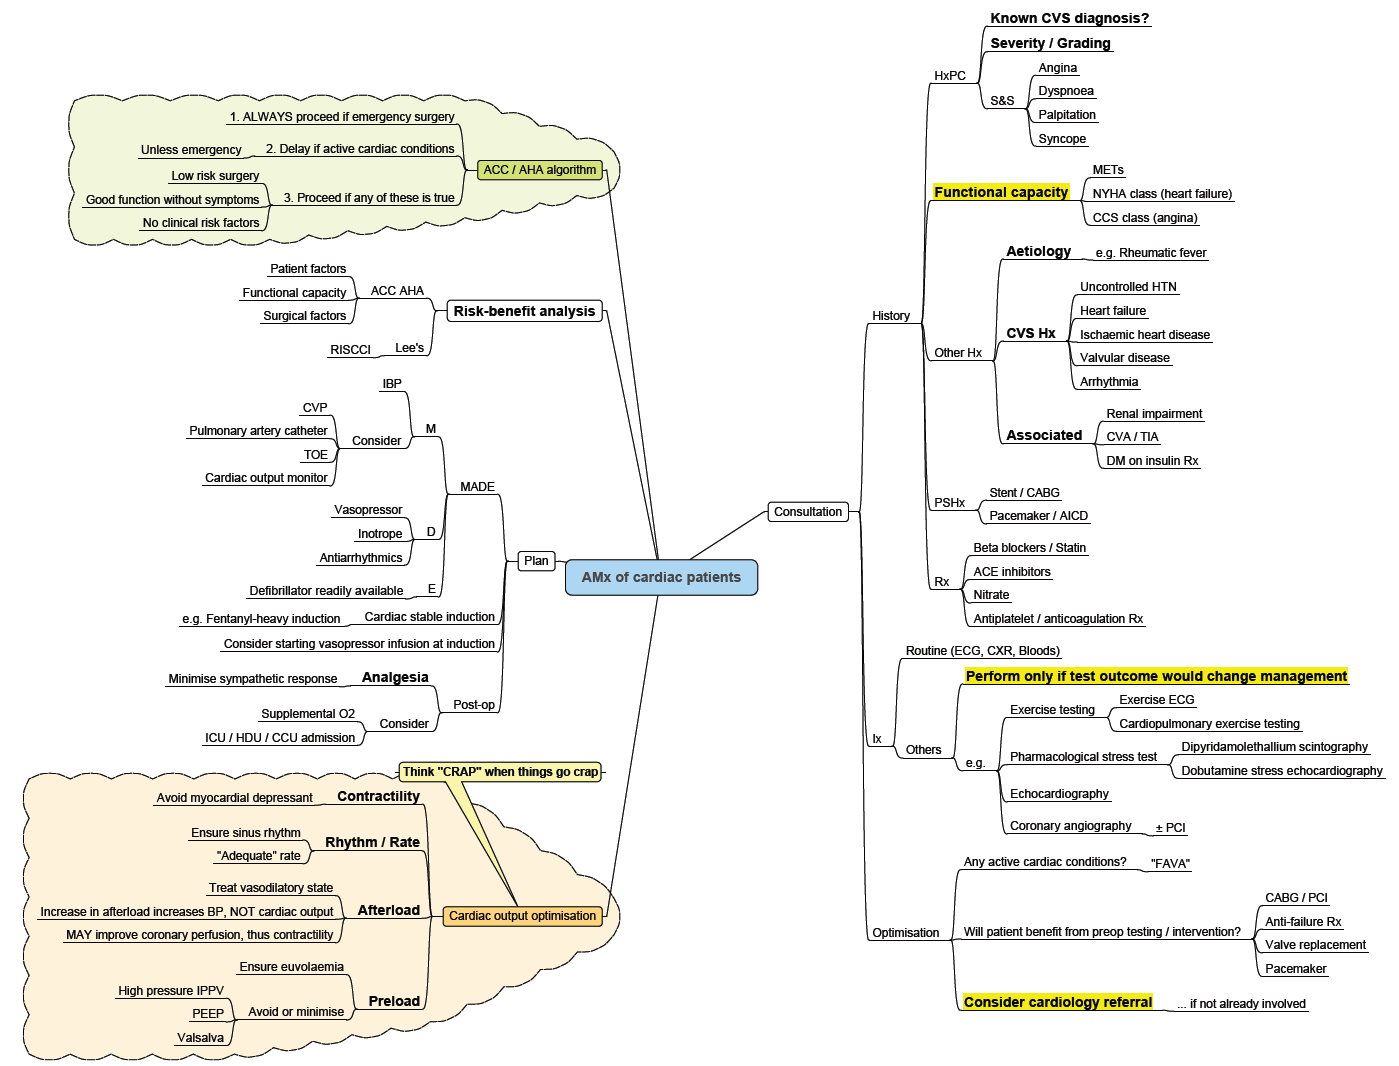 AMx of cardiac patients
ACC / AHA algorithm
1. ALWAYS proceed if emergency surgery
2. Delay if active cardiac conditions
Unless emergency
3. Proceed if any of these is true
Low risk surgery
Good function without symptoms
No clinical risk factors
Risk-benefit analysis
ACC AHA
Patient factors
Functional capacity
Surgical factors
Lee's
RISCCI
Plan
MADE
M
IBP
Consider
CVP
Pulmonary artery catheter
TOE
Cardiac output monitor
D
Vasopressor
Inotrope
Antiarrhythmics
E
Defibrillator readily available
Cardiac stable induction
e.g. Fentanyl-heavy induction
Consider starting vasopressor infusion at induction
Post-op
Analgesia
Minimise sympathetic response
Consider
Supplemental O2
ICU / HDU / CCU admission
Think "CRAP" when things go crap
Cardiac output optimisation
Contractility
Avoid myocardial depressant
Rhythm / Rate
Ensure sinus rhythm
"Adequate" rate
Afterload
Treat vasodilatory state
Increase in afterload increases BP, NOT cardiac output
MAY improve coronary perfusion, thus contractility
Preload
Ensure euvolaemia
Avoid or minimise
High pressure IPPV
PEEP
Valsalva
Consultation
History
HxPC
Known CVS diagnosis?
Severity / Grading
S&S
Angina
Dyspnoea
Palpitation
Syncope
Functional capacity
METs
NYHA class (heart failure)
CCS class (angina)
Other Hx
Aetiology
e.g. Rheumatic fever
CVS Hx
Uncontrolled HTN
Heart failure
Ischaemic heart disease
Valvular disease
Arrhythmia
Associated
Renal impairment
CVA / TIA
DM on insulin Rx
PSHx
Stent / CABG
Pacemaker / AICD
Rx
Beta blockers / Statin
ACE inhibitors
Nitrate
Antiplatelet / anticoagulation Rx
Ix
Routine (ECG, CXR, Bloods)
Others
Perform only if test outcome would change management
e.g.
Exercise testing
Exercise ECG
Cardiopulmonary exercise testing
Pharmacological stress test
Dipyridamolethallium scintography
Dobutamine stress echocardiography
Echocardiography
Coronary angiography
± PCI
Optimisation
Any active cardiac conditions?
"FAVA"
Will patient benefit from preop testing / intervention?
CABG / PCI
Anti-failure Rx
Valve replacement
Pacemaker
Consider cardiology referral
... if not already involved